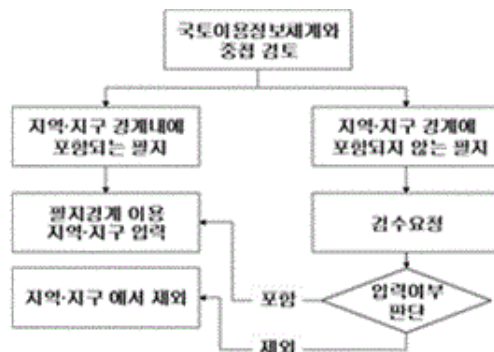 국토이용정보체계와
중첩 검토
지역·지구 경계내에
포함되는 필지
지역·지구 경계에
포함되지 않는 필지
필지경계 이용
지역·지구 입력
검수요청
지역·지구 에서 제외
포함
입력여부
판단
제외